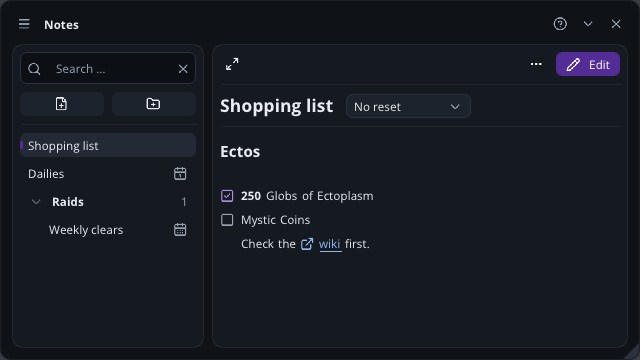 Notes
Search ...
Shopping list
Dailies
Raids 1
Weekly clears
Edit
Shopping list No reset
Ectos
250 Globs of Ectoplasm
Mystic Coins
Check the wiki first.